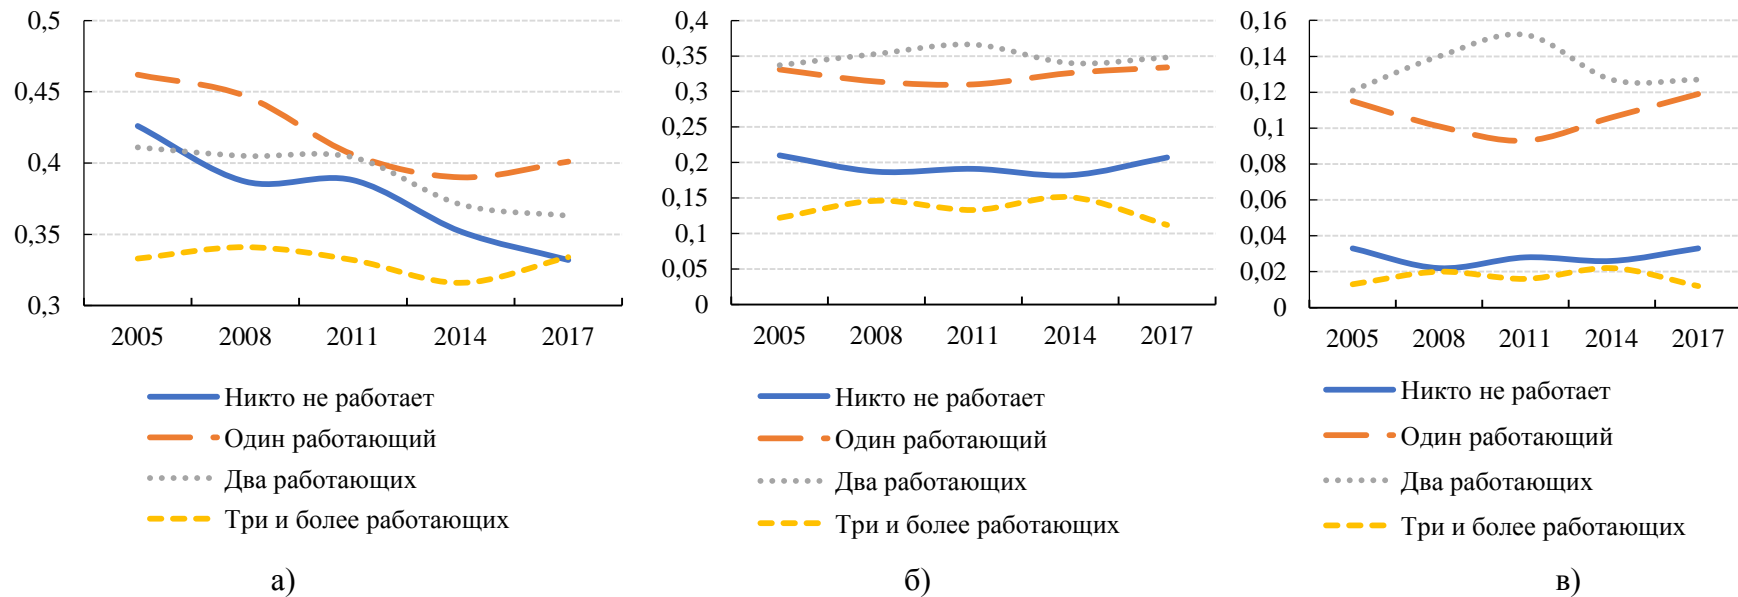 0,5
0,45
0,4
0,35
0,3
2005 2008 2011 2014 2017
Никто не работает
Один работающий
Два работающих
Три и более работающих
а)
0,4
0,35
0,3
0,25
0,2
0,15
0,1
0,05
0
2005 2008 2011 2014 2017
Никто не работает
Один работающий
Два работающих
Три и более работающих
б)
0,16
0,14
0,12
0,1
0,08
0,06
0,04
0,02
0
2005 2008 2011 2014 2017
Никто не работает
Один работающий
Два работающих
Три и более работающих
в)